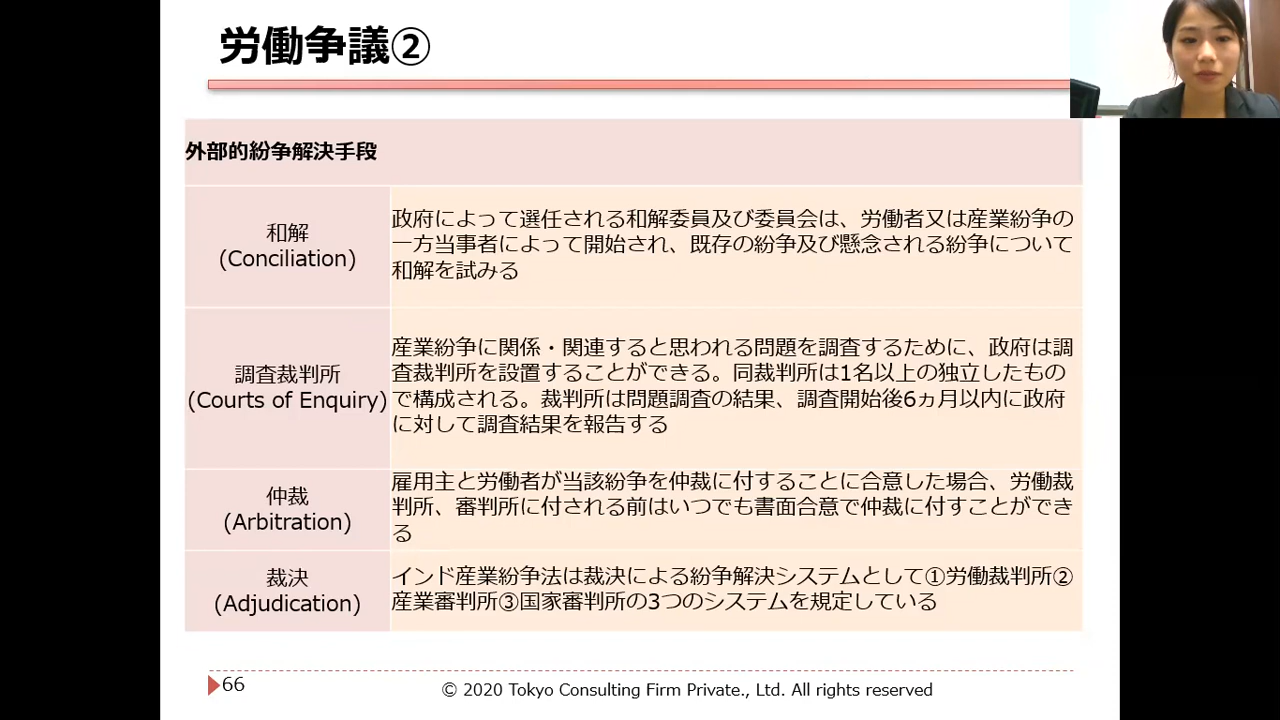 労働争議②
外部的紛争解決手段
和解
(Conciliation)
政府によって選任される和解委員及び委員会は、労働者又は産業紛争の
一方当事者によって開始され、既存の紛争及び懸念される紛争について
和解を試みる
調査裁判所
(Courts of Enquiry)
産業紛争に関係・関連すると思われる問題を調査するために、政府は調
査裁判所を設置することができる。同裁判所は1名以上の独立したもの
で構成される。裁判所は問題調査の結果、調査開始後6ヵ月以内に政府
に対して調査結果を報告する
仲裁
(Arbitration)
雇用主と労働者が当該紛争を仲裁に付することに合意した場合、労働裁
判所、審判所に付される前はいつでも書面合意で仲裁に付すことができ
る
裁決
(Adjudication)
インド産業紛争法は裁決による紛争解決システムとして①労働裁判所②
産業審判所③国家審判所の3つのシステムを規定している
66
© 2020 Tokyo Consulting Firm Private., Ltd. All rights reserved